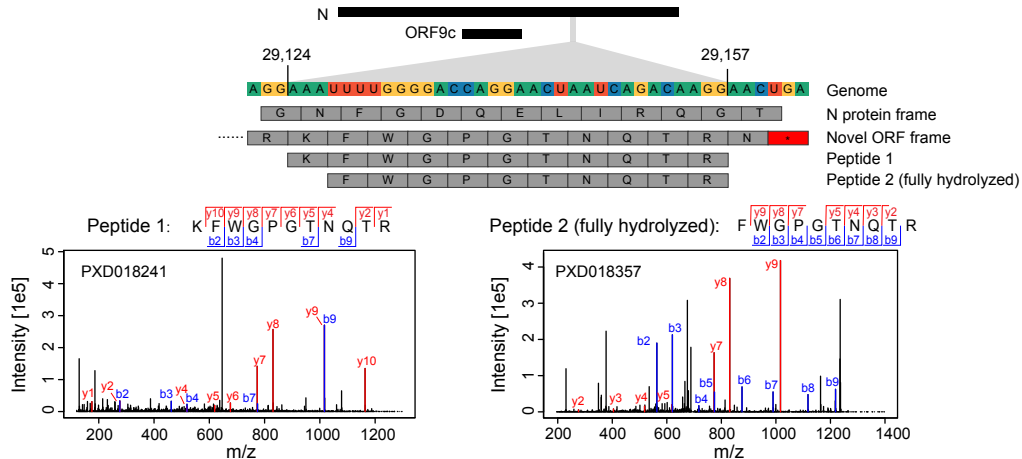 N
ORF9c
29,124 29,157
AGGAAAUUUUGGGGACCAGGAACUAAUCAGACAAGGAACUGA Genome
G N F G D Q E L I R Q G T N protein frame
...... R K F W G P G T N Q T R N * Novel ORF frame
K F W G P G T N Q T R Peptide 1
F W G P G T N Q T R Peptide 2 (fully hydrolyzed)
y10 y9 y8 y7 y6 y5 y4 y2 y1
Peptide 1: K F W G P G T N Q T R
b2 b3 b4 b7 b9
y9 y8 y7 y5 y4 y3 y2
Peptide 2 (fully hydrolyzed): F W G P G T N Q T R
b2 b3 b4 b5 b6 b7 b8 b9
Intensity [1e5]
5
4
3
2
1
0
PXD018241
y1 y2 b2 b3 y4 b4 y5 y6 b7 y7 y8 y9 b9 y10
200 400 600 800 1000 1200
m/z
Intensity [1e5]
4
3
2
1
0
PXD018357
y2 y3 y4 b2 y5 b3 b4 b5 y7 y8 b6 b7 y9 b8 b9
200 400 600 800 1000 1200 1400
m/z